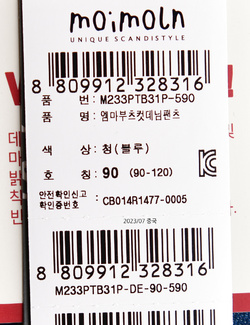 moimoln
UNIQUE SCANDISTYLE
8 809912 328316
품 번: M233PTB31P-590
품 명: 엠마부츠컷데님팬츠
색 상: 청(블루)
호 칭: 90 (90-120)
안전확인신고
확인증번호 : CB014R1477-0005
2023/07 중국
8 809912 328316
M233PTB31P-DE-90-590